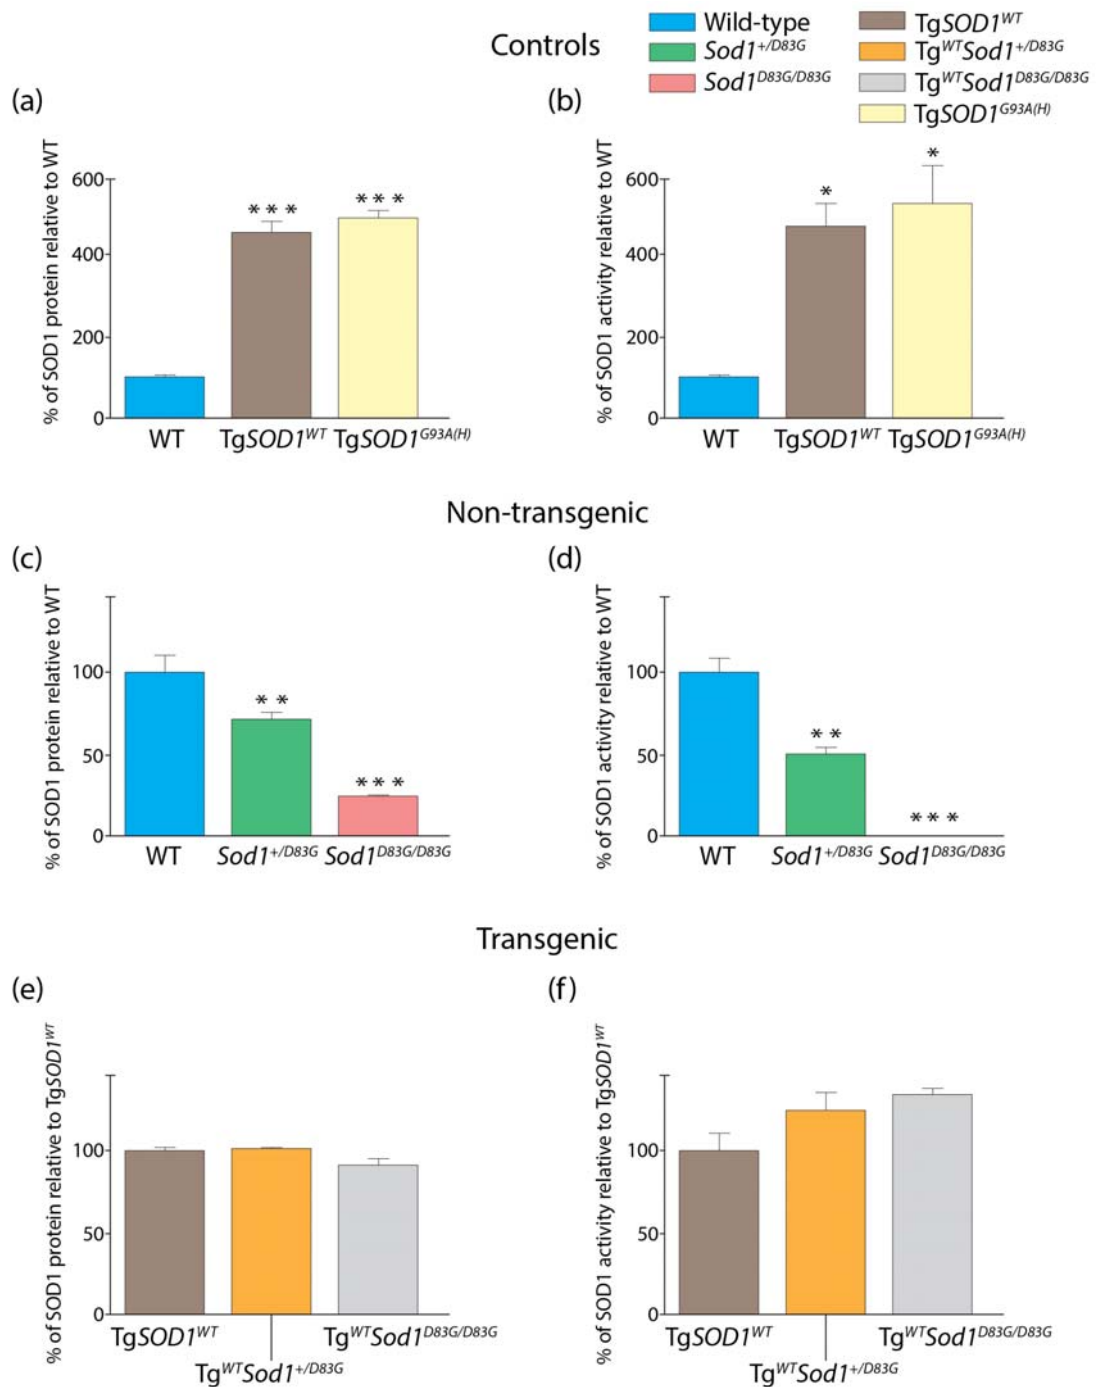 Controls
Wild-type
Sod1+/D83G
Sod1D83G/D83G
TgSOD1WT
TgWTSod1+/D83G
TgWTSod1D83G/D83G
TgSOD1G93A(H)
(a)
% of SOD1 protein relative to WT
600
400
200
0
***
***
WT
TgSOD1WT
TgSOD1G93A(H)
(b)
% of SOD1 activity relative to WT
600
400
200
0
*
*
WT
TgSOD1WT
TgSOD1G93A(H)
Non-transgenic
(c)
% of SOD1 protein relative to WT
100
50
0
**
***
WT
Sod1+/D83G
Sod1D83G/D83G
(d)
% of SOD1 activity relative to WT
100
50
0
**
***
WT
Sod1+/D83G
Sod1D83G/D83G
Transgenic
(e)
% of SOD1 protein relative to TgSOD1WT
100
50
0
TgSOD1WT
TgWTSod1+/D83G
TgWTSod1D83G/D83G
(f)
% of SOD1 activity relative to TgSOD1WT
100
50
0
TgSOD1WT
TgWTSod1+/D83G
TgWTSod1D83G/D83G